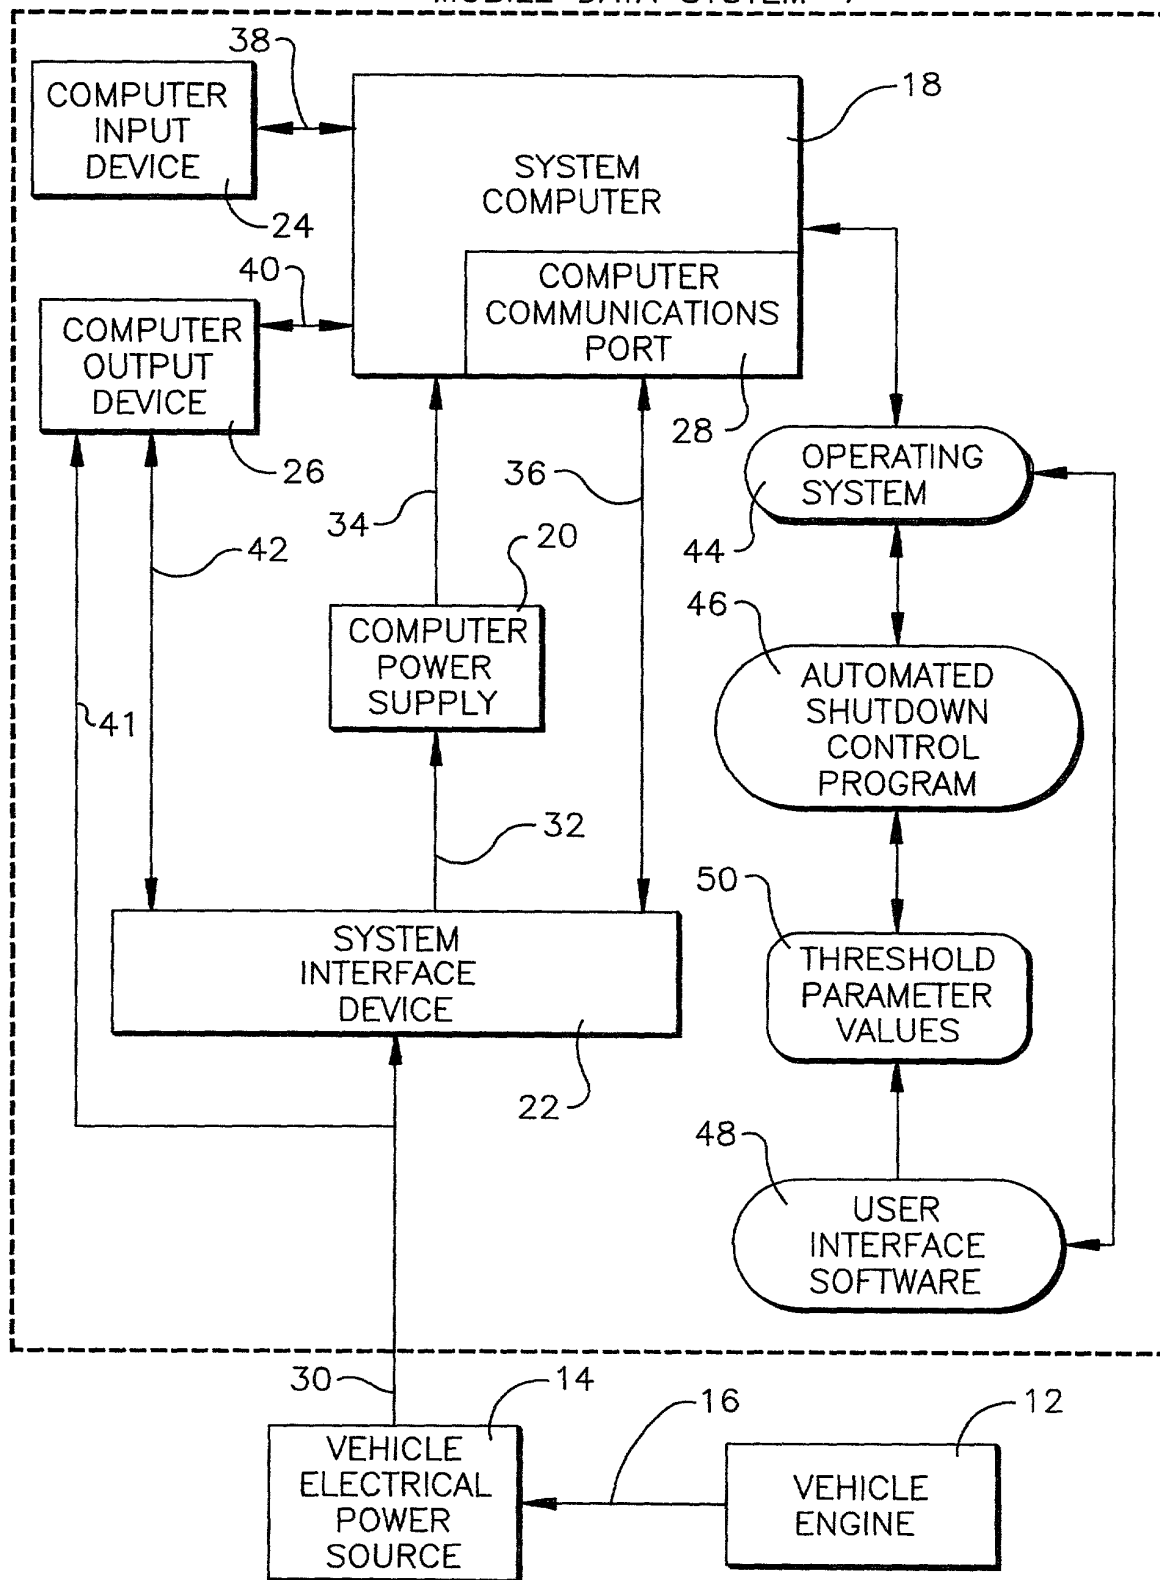 MOBILE DATA SYSTEM
38
COMPUTER
INPUT
DEVICE
24
18
SYSTEM
COMPUTER
40
COMPUTER
OUTPUT
DEVICE
26
COMPUTER
COMMUNICATIONS
PORT
28
34
36
42
20
OPERATING
SYSTEM
44
46
COMPUTER
POWER
SUPPLY
AUTOMATED
SHUTDOWN
CONTROL
PROGRAM
41
32
50
SYSTEM
INTERFACE
DEVICE
THRESHOLD
PARAMETER
VALUES
22
48
USER
INTERFACE
SOFTWARE
30
14
16
12
VEHICLE
ELECTRICAL
POWER
SOURCE
VEHICLE
ENGINE